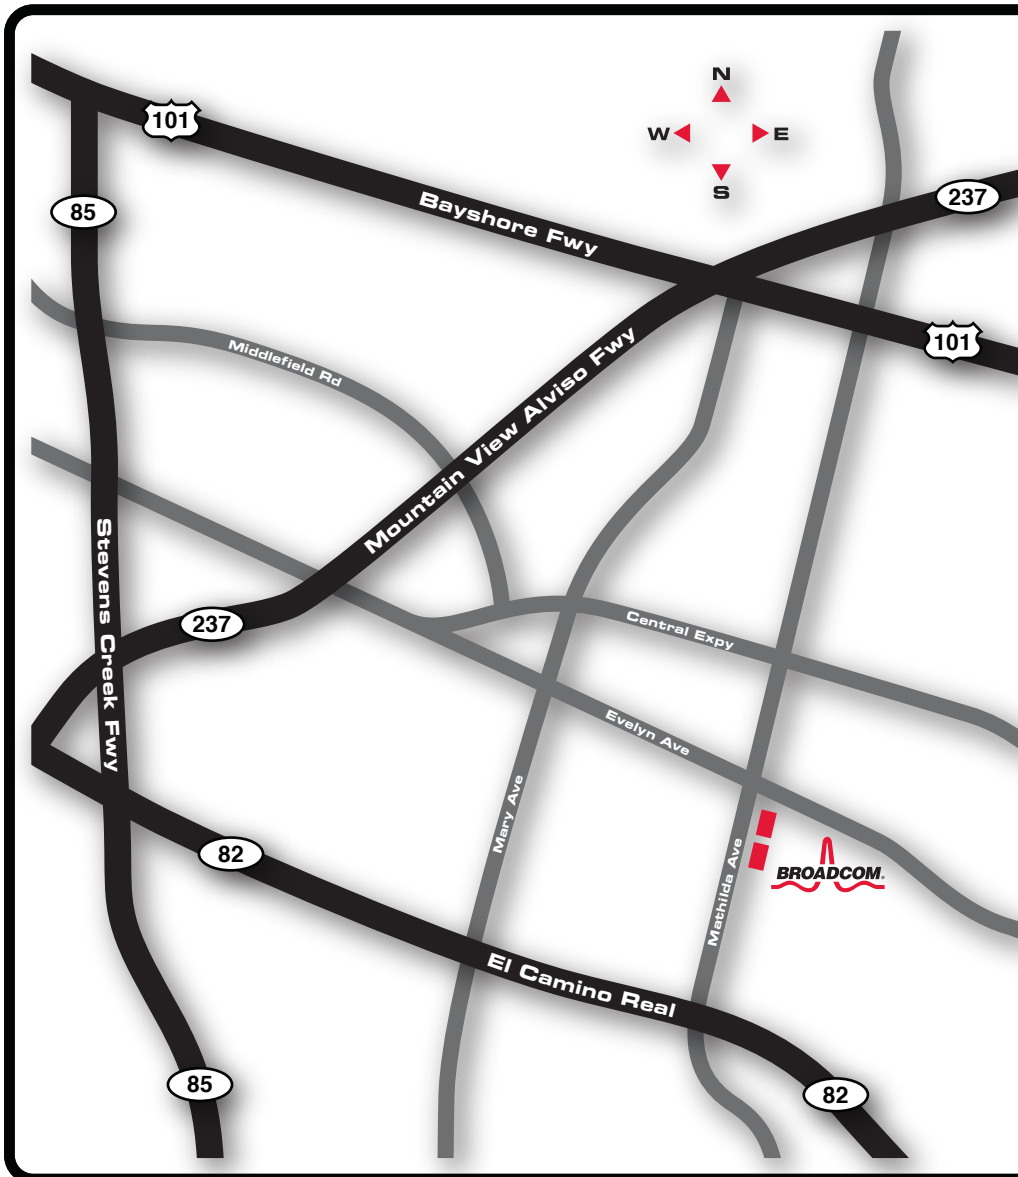 N
101
W E
S
237
85
Bayshore Fwy
101
Middlefield Rd
Mountain View Alviso Fwy
Stevens Creek Fwy
237
Central Expy
Evelyn Ave
Mary Ave
82
Mathilda Ave
BROADCOM®
El Camino Real
85
82